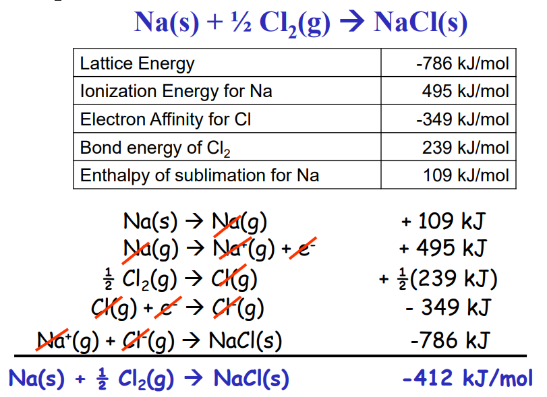 Na(s) + ½ Cl₂(g) → NaCl(s)
Lattice Energy -786 kJ/mol
Ionization Energy for Na 495 kJ/mol
Electron Affinity for Cl -349 kJ/mol
Bond energy of Cl₂ 239 kJ/mol
Enthalpy of sublimation for Na 109 kJ/mol
Na(s) → Na(g) + 109 kJ
Na(g) → Na⁺(g) + e⁻ + 495 kJ
½ Cl₂(g) → Cl(g) + ½(239 kJ)
Cl(g) + e⁻ → Cl⁻(g) - 349 kJ
Na⁺(g) + Cl⁻(g) → NaCl(s) -786 kJ
Na(s) + ½ Cl₂(g) → NaCl(s) -412 kJ/mol